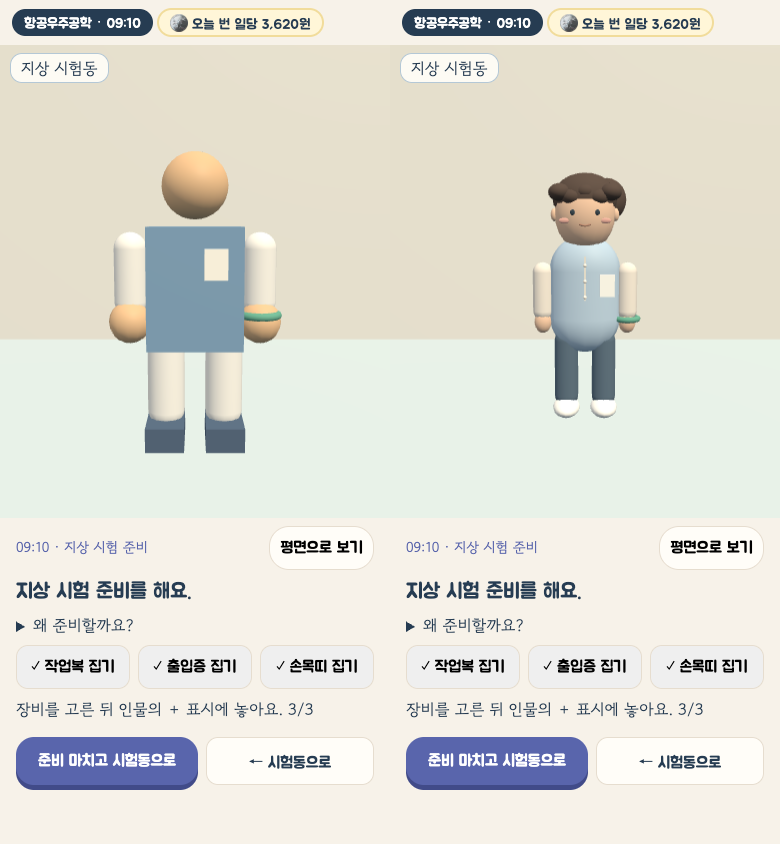 항공우주공학 · 09:10
오늘 번 일당 3,620원
지상 시험동
09:10 · 지상 시험 준비
평면으로 보기
지상 시험 준비를 해요.
▶ 왜 준비할까요?
✓ 작업복 집기
✓ 출입증 집기
✓ 손목띠 집기
장비를 고른 뒤 인물의 + 표시에 놓아요. 3/3
준비 마치고 시험동으로
← 시험동으로
항공우주공학 · 09:10
오늘 번 일당 3,620원
지상 시험동
09:10 · 지상 시험 준비
평면으로 보기
지상 시험 준비를 해요.
▶ 왜 준비할까요?
✓ 작업복 집기
✓ 출입증 집기
✓ 손목띠 집기
장비를 고른 뒤 인물의 + 표시에 놓아요. 3/3
준비 마치고 시험동으로
← 시험동으로